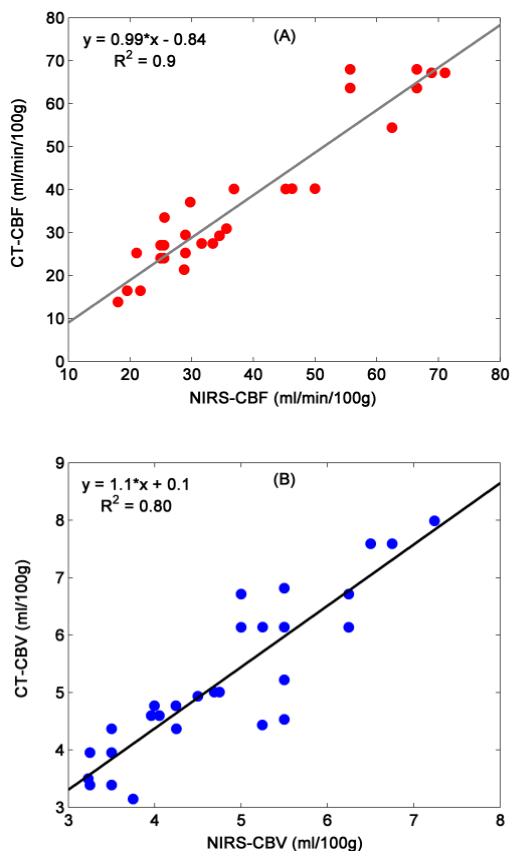 80
y = 0.99*x - 0.84
(A)
R² = 0.9
70
60
50
40
30
20
10
0
CT-CBF (ml/min/100g)
10 20 30 40 50 60 70 80
NIRS-CBF (ml/min/100g)
9
y = 1.1*x + 0.1
(B)
R² = 0.80
8
7
6
5
4
3
CT-CBV (ml/100g)
3 4 5 6 7 8
NIRS-CBV (ml/100g)